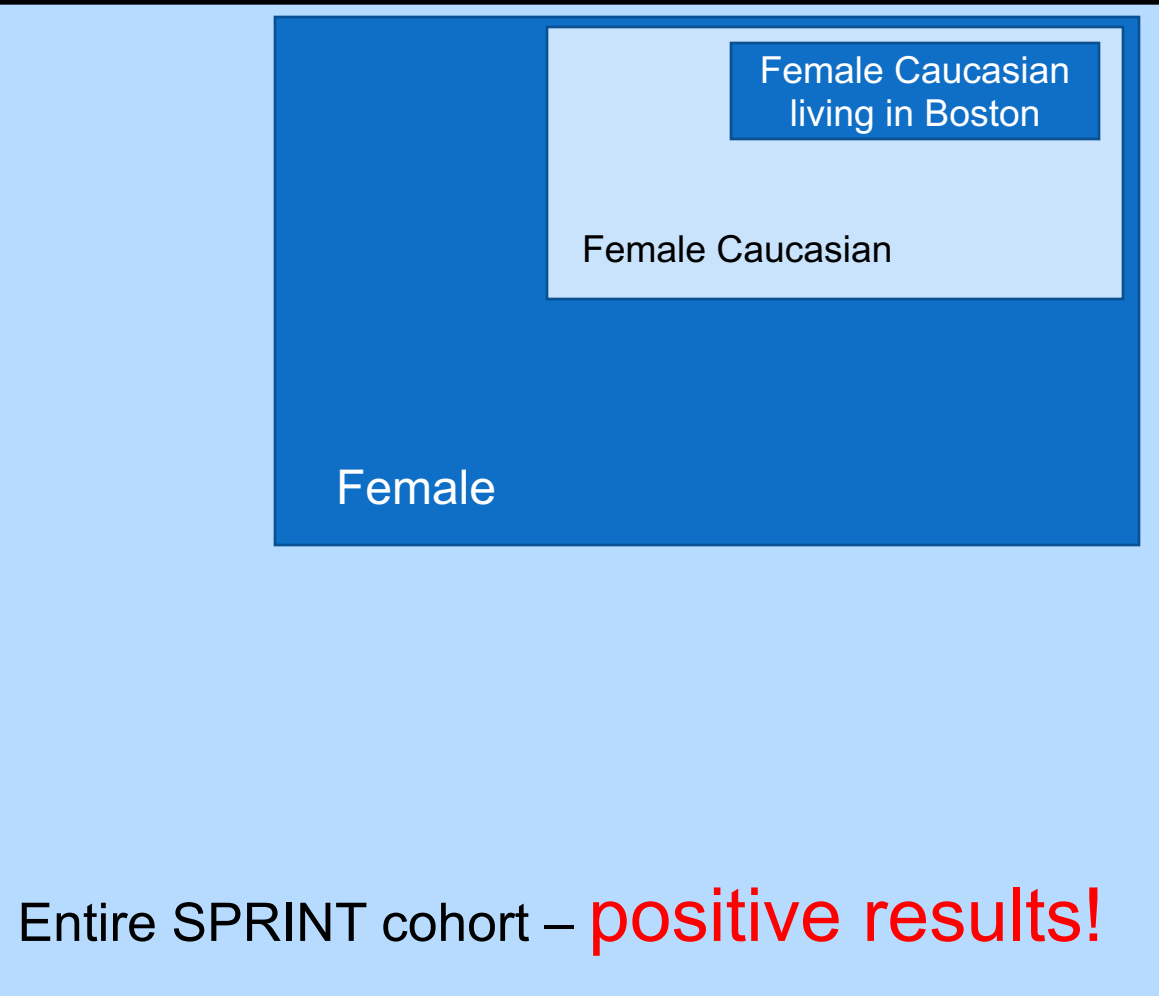 Female Caucasian
living in Boston
Female Caucasian
Female
Entire SPRINT cohort – positive results!